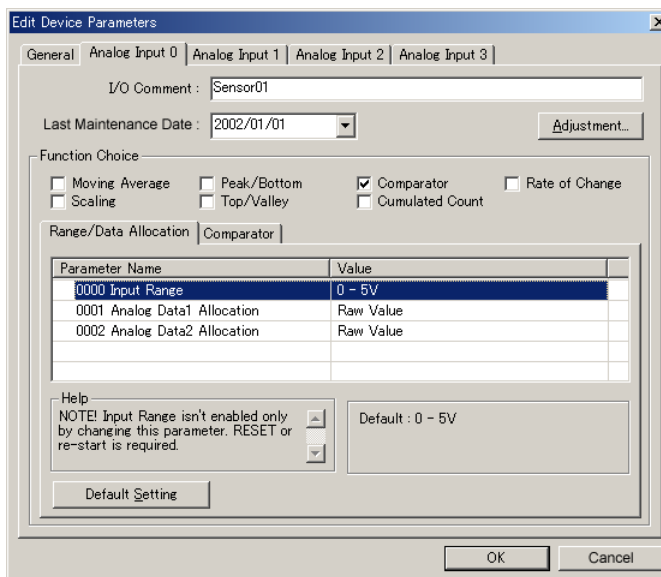 Edit Device Parameters
General Analog Input 0 Analog Input 1 Analog Input 2 Analog Input 3
I/O Comment : Sensor01
Last Maintenance Date : 2002/01/01 Adjustment...
Function Choice
Moving Average Peak/Bottom Comparator Rate of Change
Scaling Top/Valley Cumulated Count
Range/Data Allocation Comparator
Parameter Name Value
0000 Input Range 0 - 5V
0001 Analog Data1 Allocation Raw Value
0002 Analog Data2 Allocation Raw Value
Help
NOTE! Input Range isn't enabled only
by changing this parameter. RESET or
re-start is required.
Default : 0 - 5V
Default Setting
OK Cancel